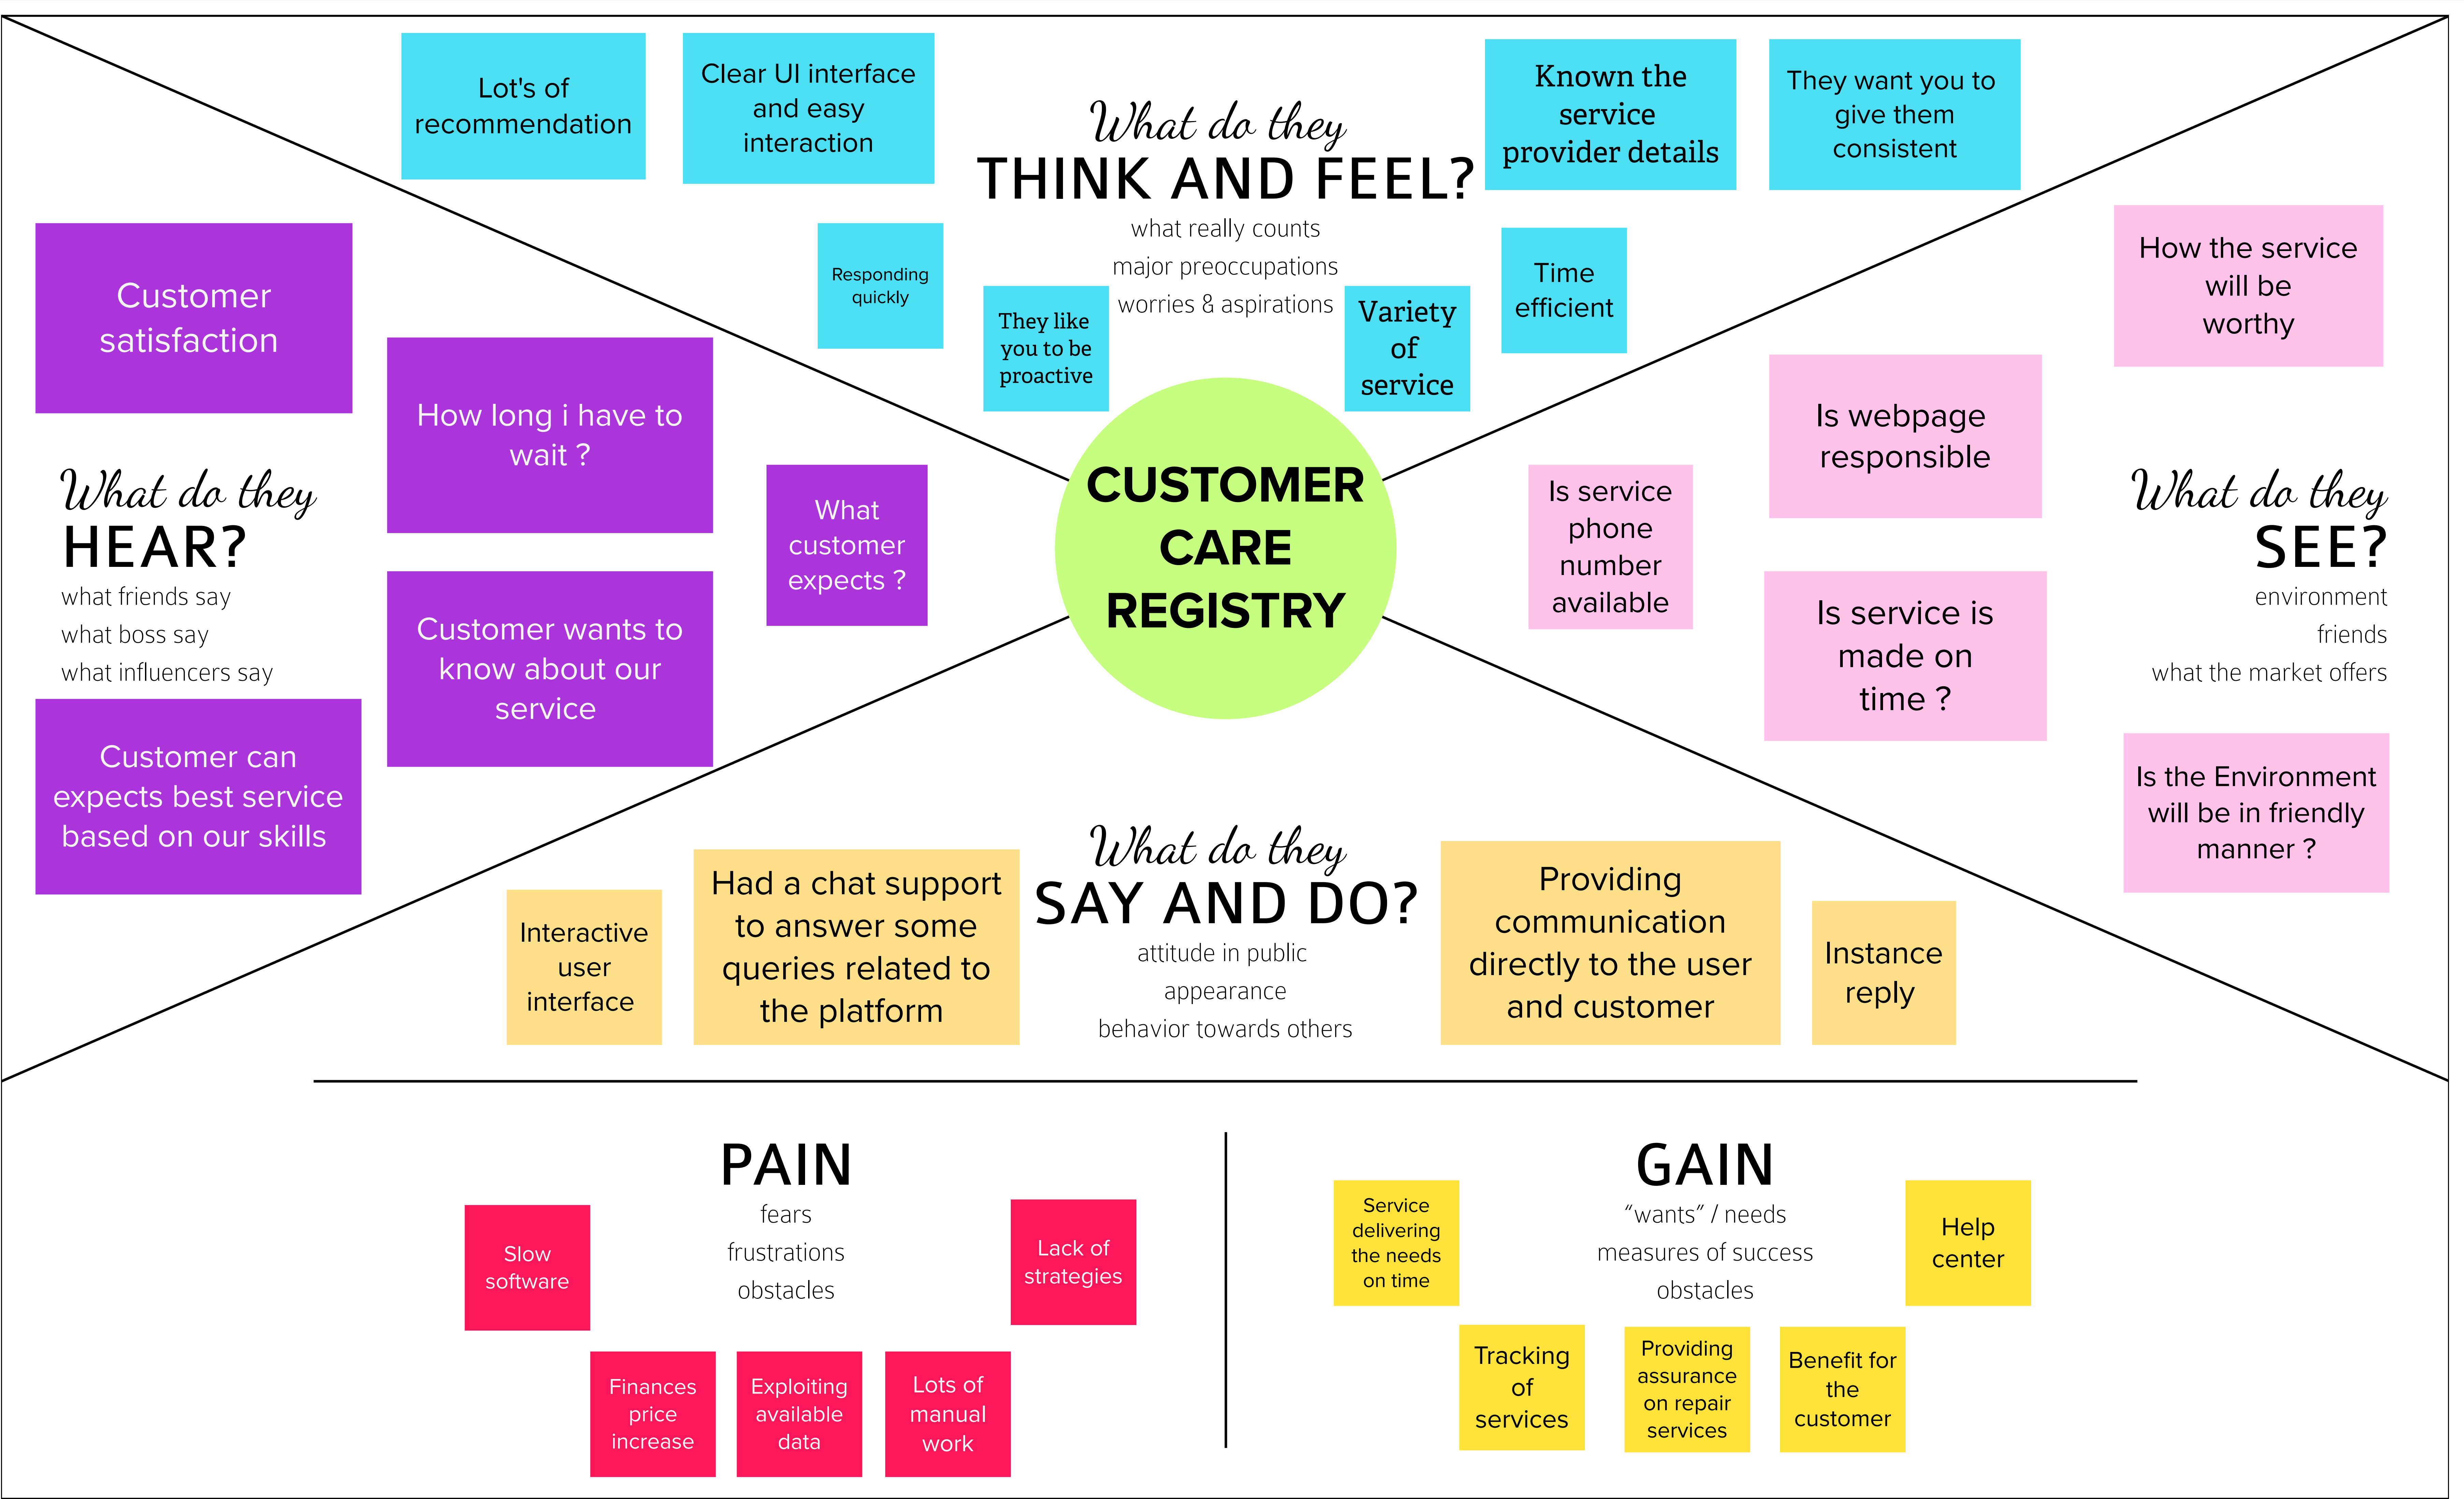 Lot's of
recommendation
Clear UI interface
and easy
interaction
What do they
THINK AND FEEL?
what really counts
major preoccupations
worries & aspirations
Known the
service
provider details
They want you to
give them
consistent
Responding
quickly
They like
you to be
proactive
Variety
of
service
Time
efficient
Customer
satisfaction
How long i have to
wait ?
What
customer
expects ?
What do they
HEAR?
what friends say
what boss say
what influencers say
Customer wants to
know about our
service
Customer can
expects best service
based on our skills
CUSTOMER
CARE
REGISTRY
How the service
will be
worthy
Is webpage
responsible
Is service
phone
number
available
What do they
SEE?
environment
friends
what the market offers
Is service is
made on
time ?
Is the Environment
will be in friendly
manner ?
Interactive
user
interface
Had a chat support
to answer some
queries related to
the platform
What do they
SAY AND DO?
attitude in public
appearance
behavior towards others
Providing
communication
directly to the user
and customer
Instance
reply
PAIN
fears
frustrations
obstacles
Slow
software
Finances
price
increase
Exploiting
available
data
Lots of
manual
work
Lack of
strategies
GAIN
“wants” / needs
measures of success
obstacles
Service
delivering
the needs
on time
Tracking
of
services
Providing
assurance
on repair
services
Benefit for
the
customer
Help
center